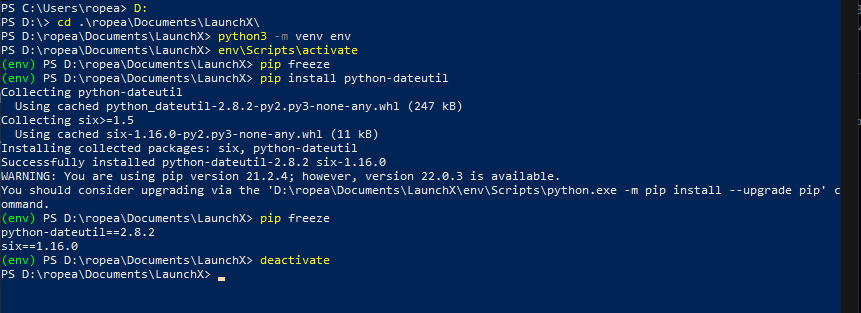 PS C:\Users\ropea> D:
PS D:\> cd .\ropea\Documents\LaunchX\
PS D:\ropea\Documents\LaunchX> python3 -m venv env
PS D:\ropea\Documents\LaunchX> env\Scripts\activate
(env) PS D:\ropea\Documents\LaunchX> pip freeze
(env) PS D:\ropea\Documents\LaunchX> pip install python-dateutil
Collecting python-dateutil
  Using cached python_dateutil-2.8.2-py2.py3-none-any.whl (247 kB)
Collecting six>=1.5
  Using cached six-1.16.0-py2.py3-none-any.whl (11 kB)
Installing collected packages: six, python-dateutil
Successfully installed python-dateutil-2.8.2 six-1.16.0
WARNING: You are using pip version 21.2.4; however, version 22.0.3 is available.
You should consider upgrading via the 'D:\ropea\Documents\LaunchX\env\Scripts\python.exe -m pip install --upgrade pip' c
ommand.
(env) PS D:\ropea\Documents\LaunchX> pip freeze
python-dateutil==2.8.2
six==1.16.0
(env) PS D:\ropea\Documents\LaunchX> deactivate
PS D:\ropea\Documents\LaunchX>